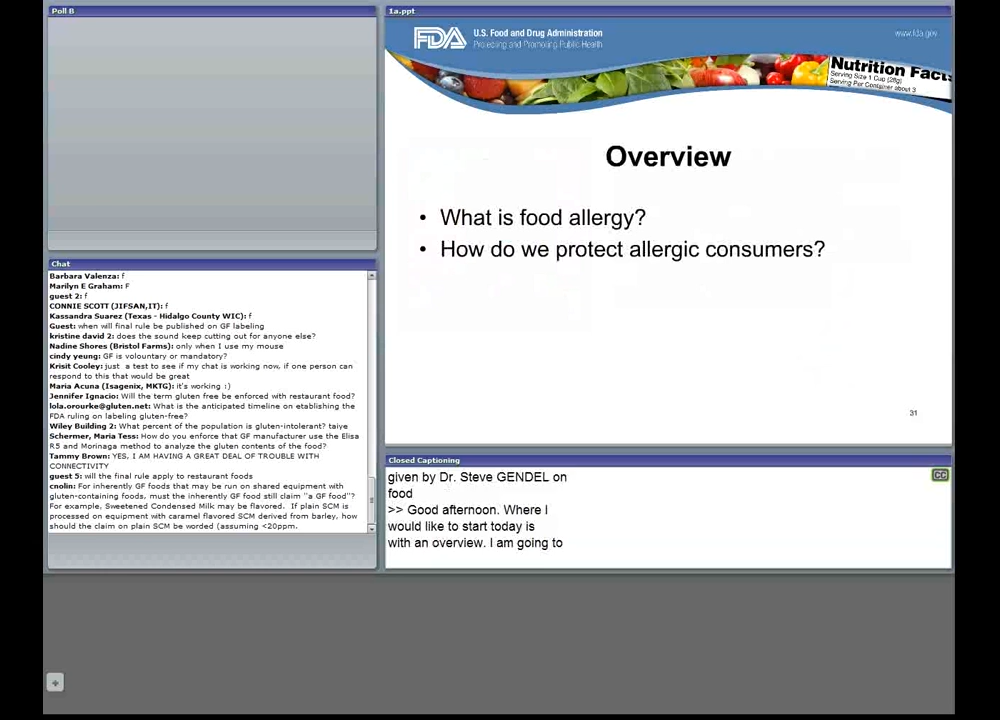 Poll B
Chat
Barbara Valenza: f
Marilyn E Graham: F
guest 2: f
CONNIE SCOTT (JIFSAN,IT): f
Kassandra Suarez (Texas - Hidalgo County WIC): f
Guest: when will final rule be published on GF labeling
kristine david 2: does the sound keep cutting out for anyone else?
Nadine Shores (Bristol Farms): only when I use my mouse
cindy yeung: GF is voluntary or mandatory?
Krisit Cooley: just a test to see if my chat is working now, if one person can
respond to this that would be great
Maria Acuna (Isagenix, MKTG): it's working :)
Jennifer Ignacio: Will the term gluten free be enforced with restaurant food?
lola.orourke@gluten.net: What is the anticipated timeline on etablishing the
FDA ruling on labeling gluten-free?
Wiley Building 2: What percent of the population is gluten-intolerant? taiye
Schermer, Maria Tess: How do you enforce that GF manufacturer use the Elisa
R5 and Morinaga method to analyze the gluten contents of the food?
Tammy Brown: YES, I AM HAVING A GREAT DEAL OF TROUBLE WITH
CONNECTIVITY
guest 5: will the final rule apply to restaurant foods
cnolin: For inherently GF foods that may be run on shared equipment with
gluten-containing foods, must the inherently GF food still claim "a GF food"?
For example, Sweetened Condensed Milk may be flavored. If plain SCM is
processed on equipment with caramel flavored SCM derived from barley, how
should the claim on plain SCM be worded (assuming <20ppm.
1a.ppt
FDA U.S. Food and Drug Administration
Protecting and Promoting Public Health
www.fda.gov
Nutrition Facts
Serving Size 1 Cup (28g)
Serving Per Container about 3
Overview
• What is food allergy?
• How do we protect allergic consumers?
31
Closed Captioning
given by Dr. Steve GENDEL on
food
>> Good afternoon. Where I
would like to start today is
with an overview. I am going to
CC